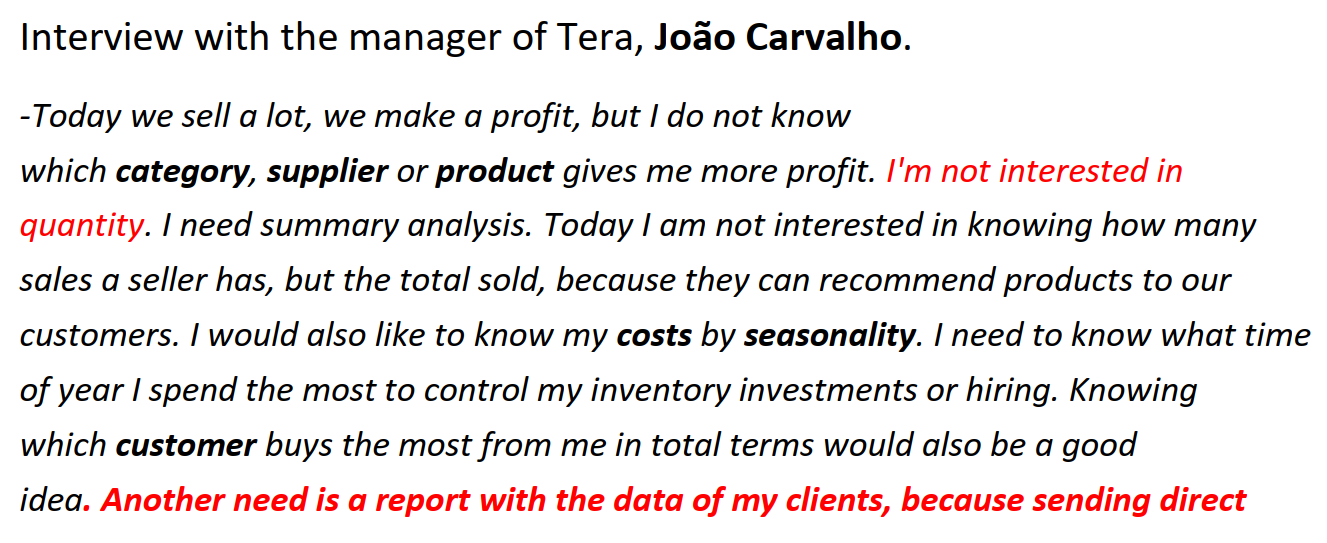 Interview with the manager of Tera, João Carvalho.
-Today we sell a lot, we make a profit, but I do not know
which category, supplier or product gives me more profit. I'm not interested in
quantity. I need summary analysis. Today I am not interested in knowing how many
sales a seller has, but the total sold, because they can recommend products to our
customers. I would also like to know my costs by seasonality. I need to know what time
of year I spend the most to control my inventory investments or hiring. Knowing
which customer buys the most from me in total terms would also be a good
idea. Another need is a report with the data of my clients, because sending direct